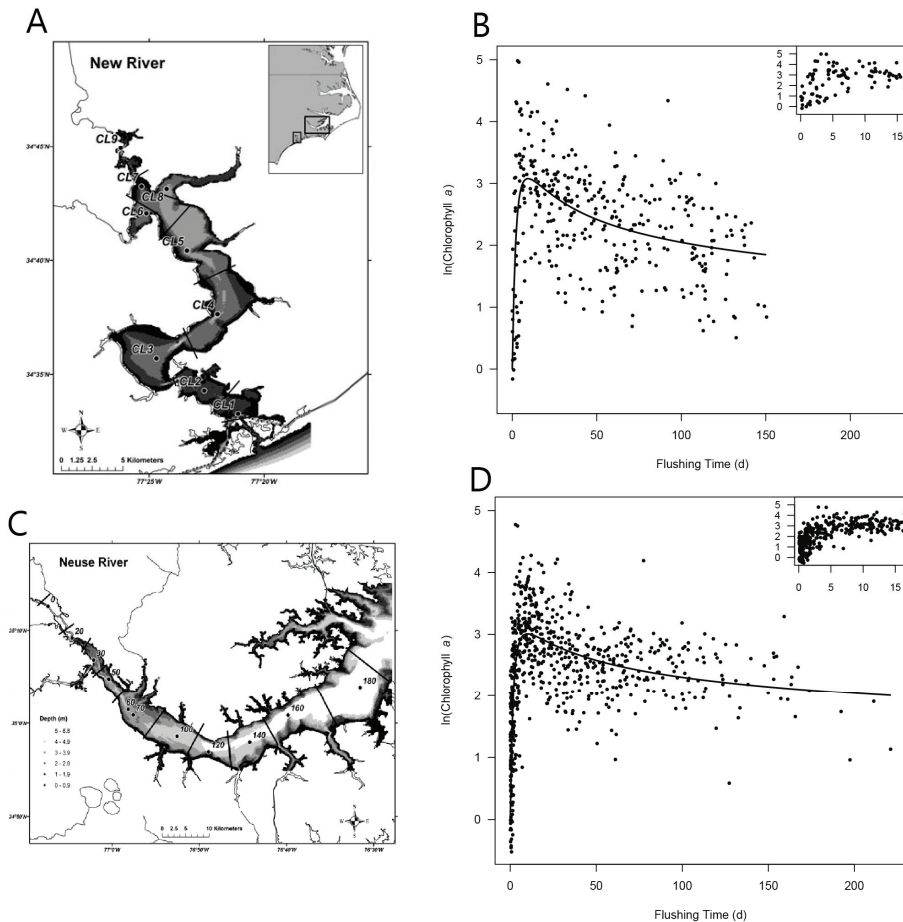 A
New River
CL9
CL7
CL8
CL6
CL5
CL4
CL3
CL2
CL1
34°45'N
34°40'N
34°35'N
N
W E
S
0 1.25 2.5 5 Kilometers
77°25'W 77°20'W
B
5
4
3
2
1
0
ln(Chlorophyll a)
0 50 100 150 200
Flushing Time (d)
5
4
3
2
1
0
0 5 10 15
C
Neuse River
0
20
30
50
60
70
100
120
140
160
180
35°0'N
Depth (m)
5 - 6.8
4 - 4.9
3 - 3.9
2 - 2.9
1 - 1.9
0 - 0.9
N
S
0 2.5 5 10 Kilometers
77°0'W 76°50'W 76°40'W 76°30'W
D
5
4
3
2
1
0
ln(Chlorophyll a)
0 50 100 150 200
Flushing Time (d)
5
4
3
2
1
0
0 5 10 15